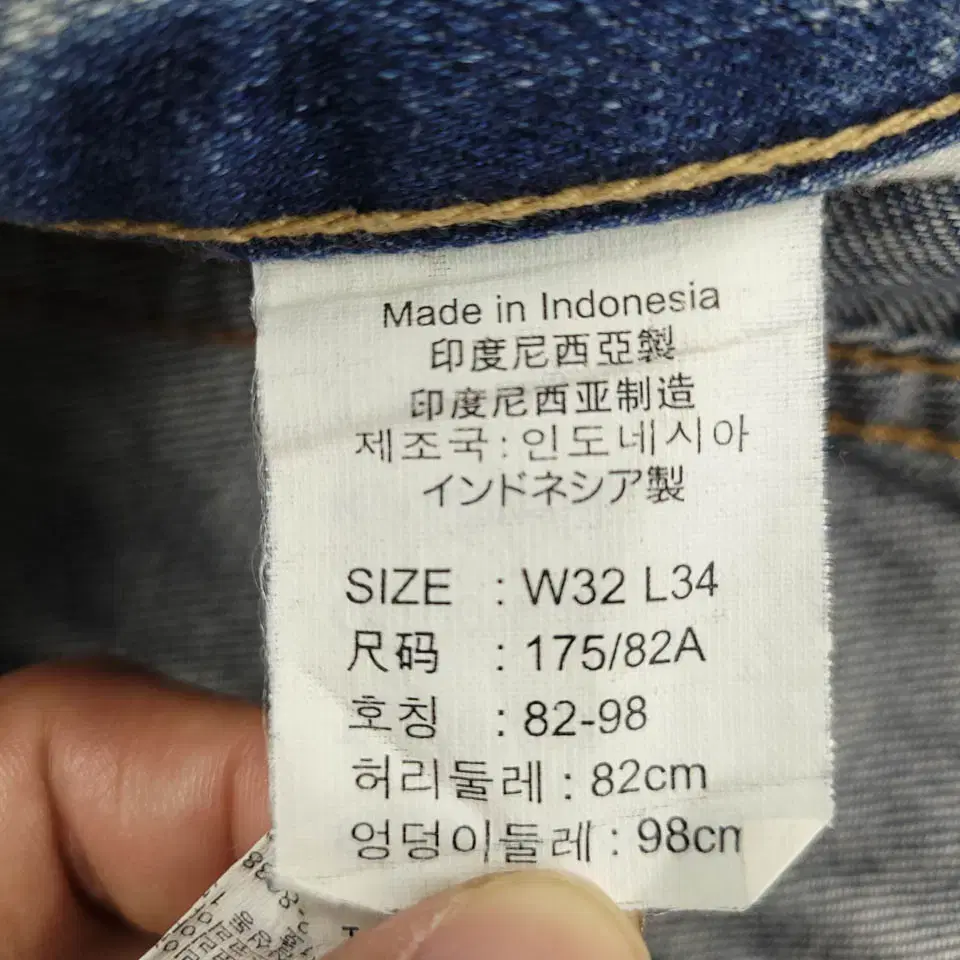 Made in Indonesia
印度尼西亞製
印度尼西亚制造
제조국 : 인도네시아
インドネシア製
SIZE : W32 L34
尺码 : 175/82A
호칭 : 82-98
허리둘레 : 82cm
엉덩이둘레 : 98cm